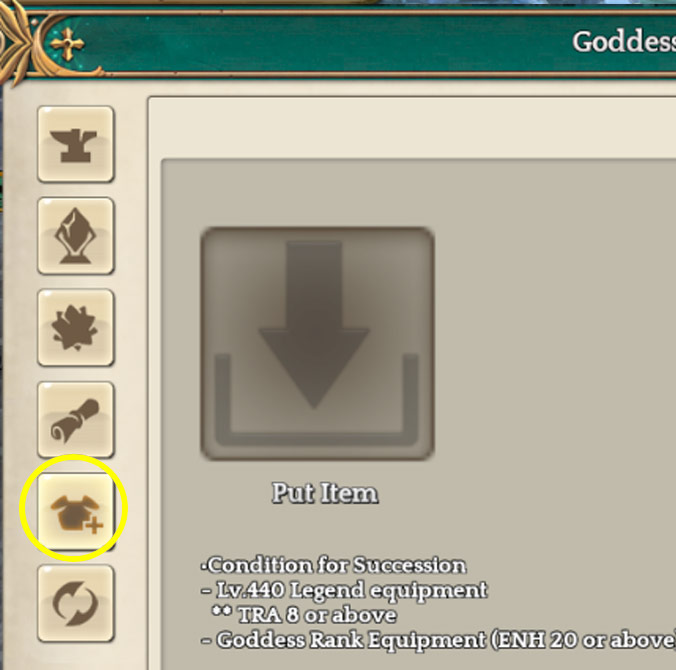 Goddess
Put Item
·Condition for Succession
- Lv.440 Legend equipment
** TRA 8 or above
- Goddess Rank Equipment (ENH 20 or above)